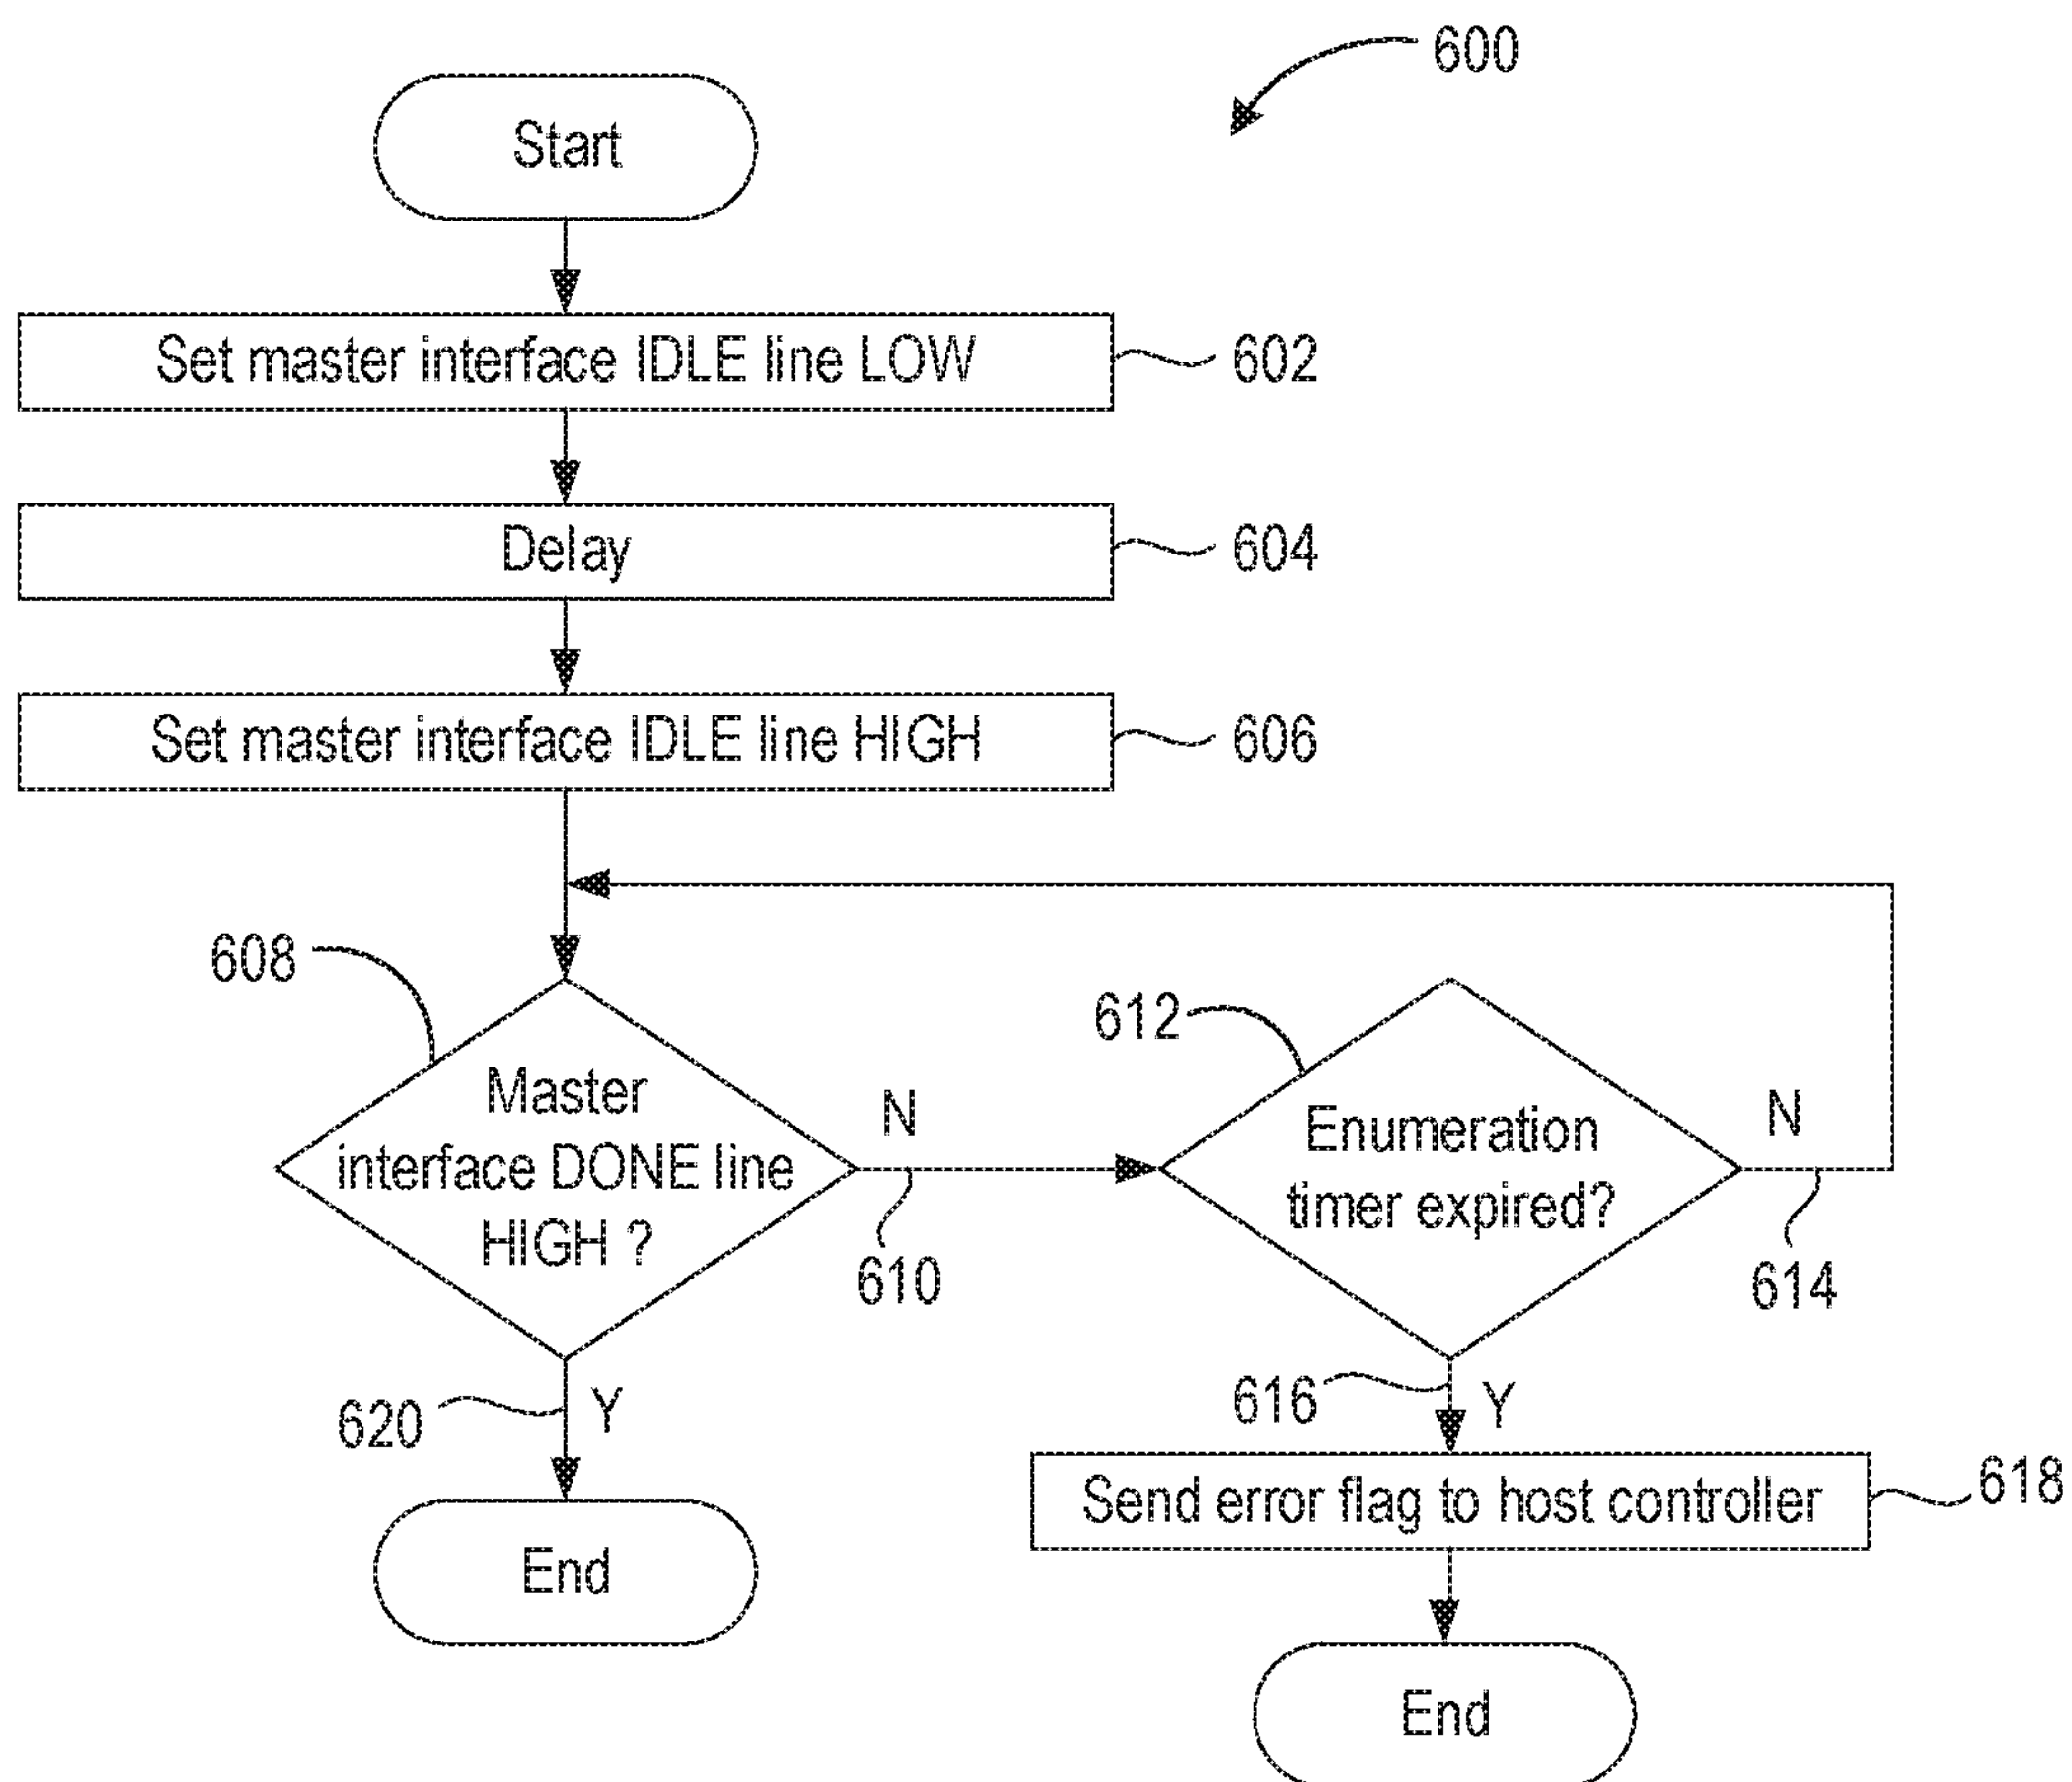 600
Start
Set master interface IDLE line LOW
602
Delay
604
Set master interface IDLE line HIGH
606
608
Master
interface DONE line
HIGH ?
N
610
612
Enumeration
timer expired?
N
614
620
Y
616
Y
End
Send error flag to host controller
618
End